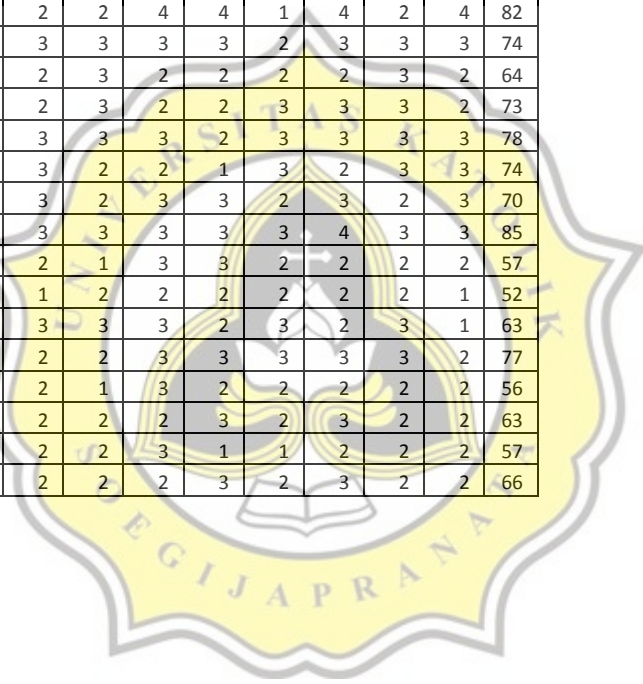 2 2 4 4 1 4 2 4 82
3 3 3 3 2 3 3 3 74
2 3 2 2 2 2 3 2 64
2 3 2 2 3 3 3 2 73
3 3 3 2 3 3 3 3 78
3 2 2 1 3 2 3 3 74
3 2 3 3 2 3 2 3 70
3 3 3 3 3 4 3 3 85
2 1 3 3 2 2 2 2 57
1 2 2 2 2 2 2 1 52
3 3 3 2 3 2 3 1 63
2 2 3 3 3 3 3 2 77
2 1 3 2 2 2 2 2 56
2 2 2 3 2 3 2 2 63
2 2 3 1 1 2 2 2 57
2 2 2 3 2 3 2 2 66
UNIVERSITAS KATOLIK
SOEGIJAPRANATA